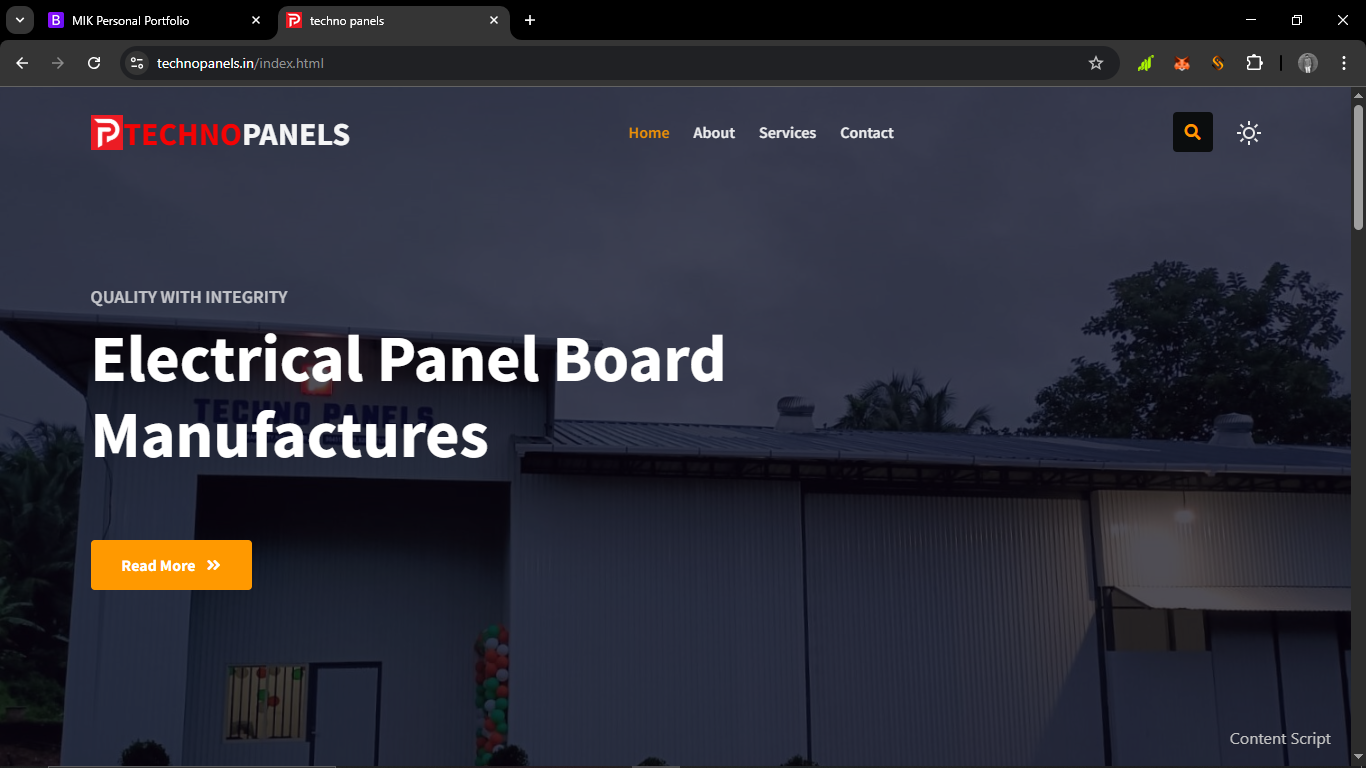 MIK Personal Portfolio
techno panels
technopanels.in/index.html
TECHNOPANELS
Home About Services Contact
QUALITY WITH INTEGRITY
Electrical Panel Board
Manufactures
TECHNO PANELS
Read More
Content Script